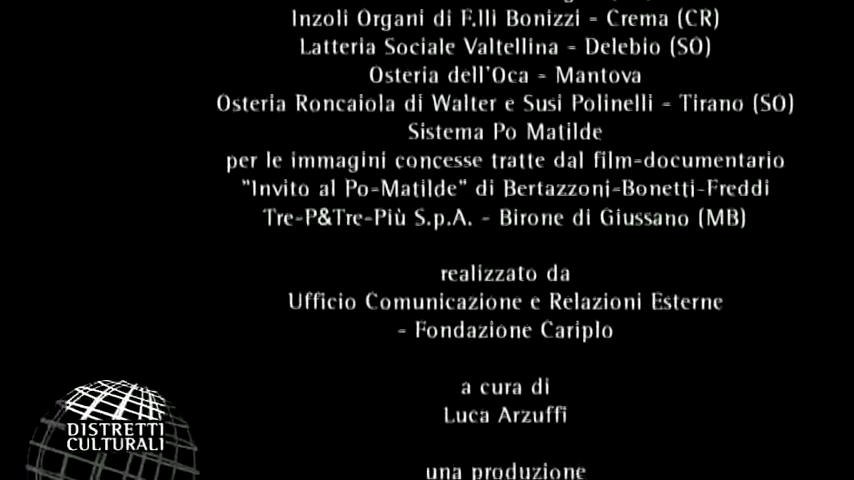 Inzoli Organi di F.lli Bonizzi - Crema (CR)
Latteria Sociale Valtellina - Delebio (SO)
Osteria dell'Oca - Mantova
Osteria Roncaiola di Walter e Susi Polinelli - Tirano (SO)
Sistema Po Matilde
per le immagini concesse tratte dal film-documentario
"Invito al Po-Matilde" di Bertazzoni-Bonetti-Freddi
Tre-P&Tre-Più S.p.A. - Birone di Giussano (MB)
realizzato da
Ufficio Comunicazione e Relazioni Esterne
- Fondazione Cariplo
a cura di
Luca Arzuffi
una produzione
DISTRETTI
CULTURALI